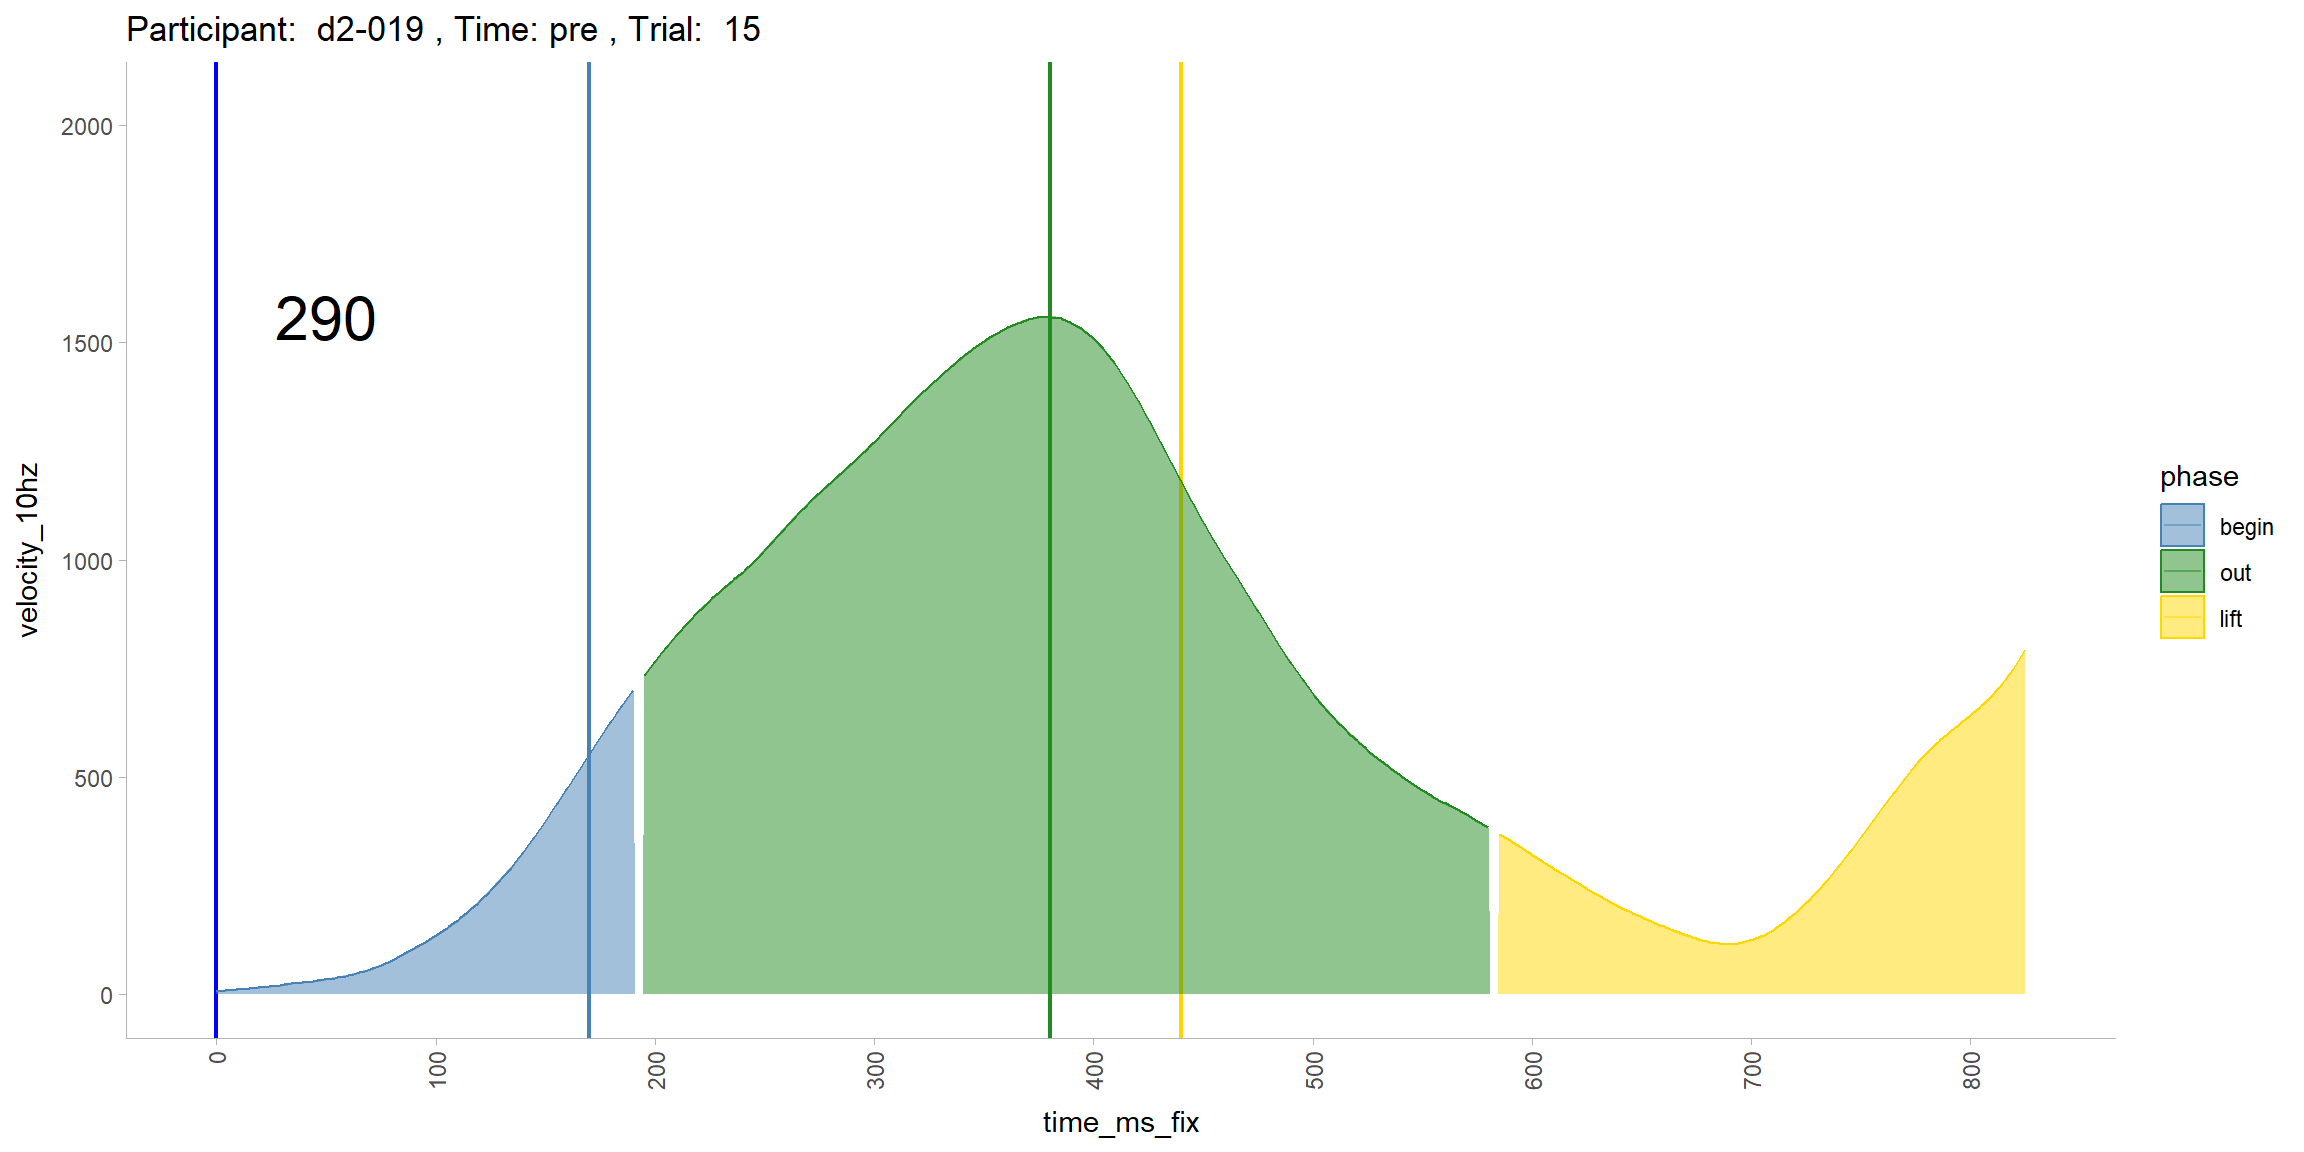 Participant:  d2-019 , Time: pre , Trial:  15
2000
1500
1000
500
0
velocity_10hz
290
0
100
200
300
400
500
600
700
800
time_ms_fix
phase
begin
out
lift